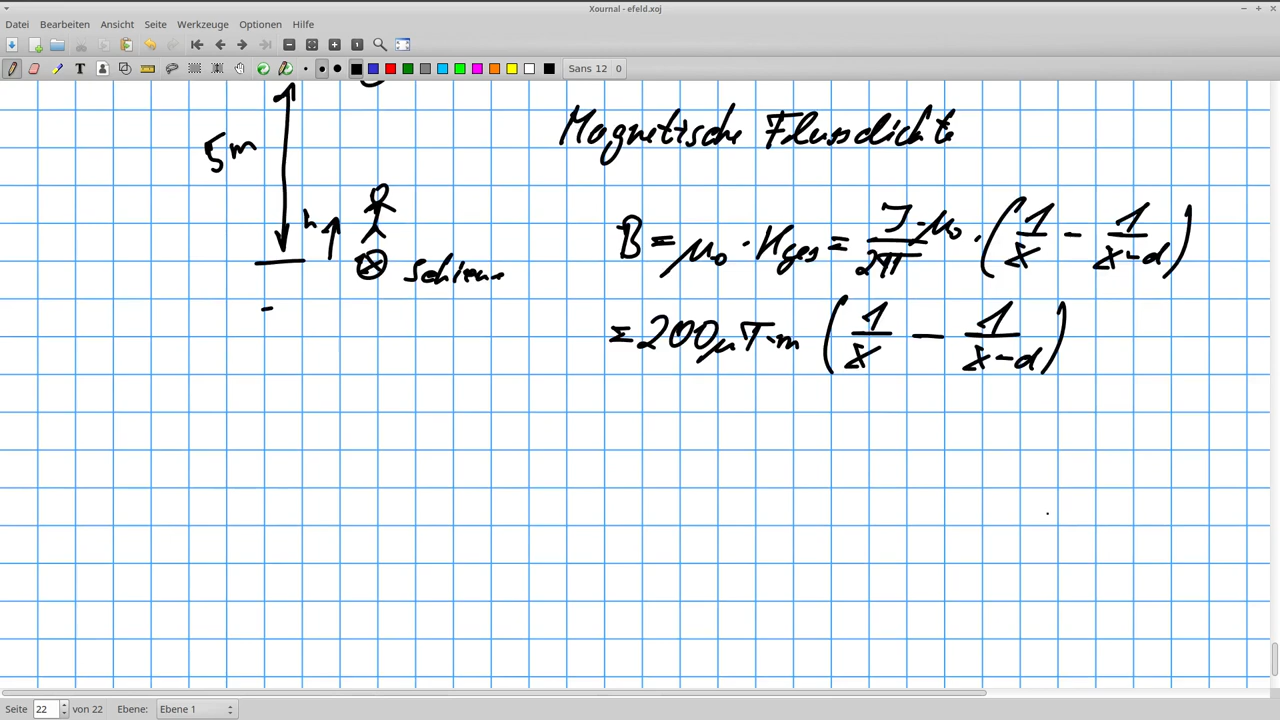 Xournal - efeld.xoj
Datei Bearbeiten Ansicht Seite Werkzeuge Optionen Hilfe
Sans 12 0
Magnetische Flussdichte
5m
h
B = μ₀ · Hges = I·μ₀/2π · (1/x − 1/(x−d))
Schiene
= 200μT·m (1/x − 1/(x−d))
Seite 22 von 22 Ebene: Ebene 1